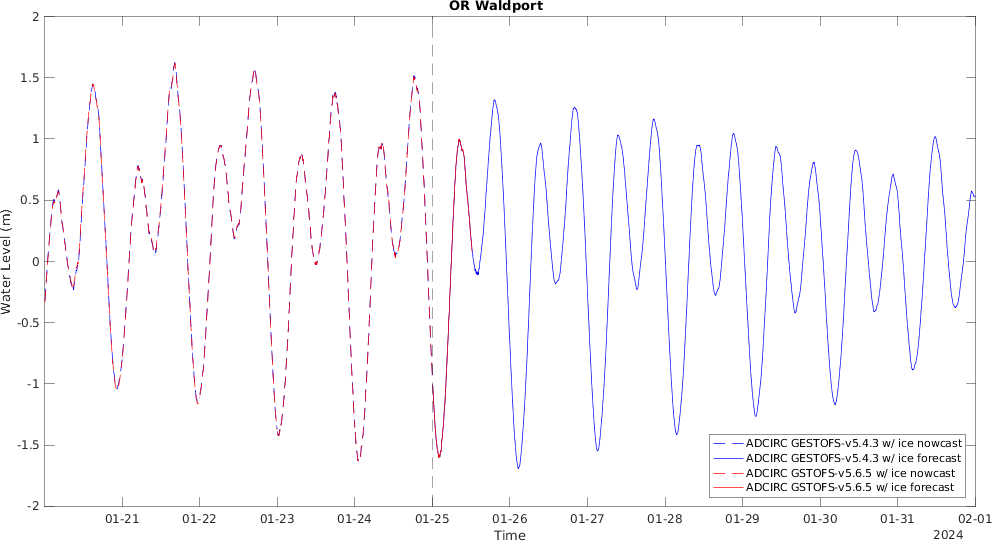 OR Waldport
2
1.5
1
0.5
0
-0.5
-1
-1.5
-2
Water Level (m)
01-21 01-22 01-23 01-24 01-25 01-26 01-27 01-28 01-29 01-30 01-31 02-01
Time
2024
ADCIRC GESTOFS-v5.4.3 w/ ice nowcast
ADCIRC GESTOFS-v5.4.3 w/ ice forecast
ADCIRC GSTOFS-v5.6.5 w/ ice nowcast
ADCIRC GSTOFS-v5.6.5 w/ ice forecast